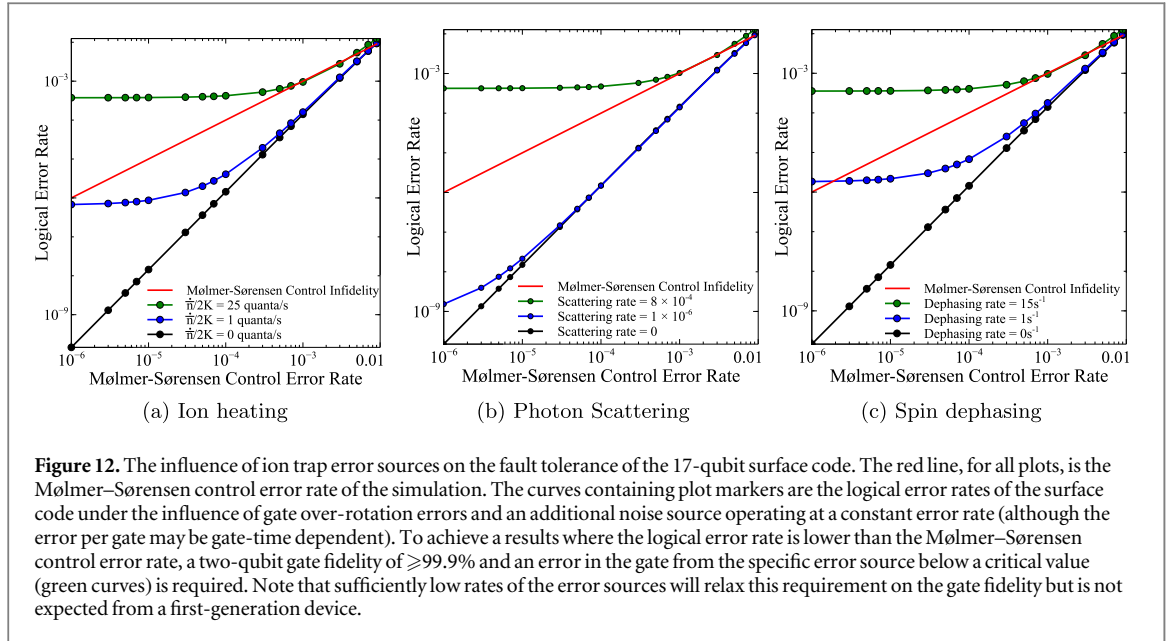 10⁻³
10⁻⁹
Logical Error Rate
Mølmer-Sørensen Control Infidelity
ṅ/2K = 25 quanta/s
ṅ/2K = 1 quanta/s
ṅ/2K = 0 quanta/s
10⁻⁶ 10⁻⁵ 10⁻⁴ 10⁻³ 0.01
Mølmer-Sørensen Control Error Rate
(a) Ion heating
10⁻³
10⁻⁹
Logical Error Rate
Mølmer-Sørensen Control Infidelity
Scattering rate = 8 × 10⁻⁴
Scattering rate = 1 × 10⁻⁶
Scattering rate = 0
10⁻⁶ 10⁻⁵ 10⁻⁴ 10⁻³ 0.01
Mølmer-Sørensen Control Error Rate
(b) Photon Scattering
10⁻³
10⁻⁹
Logical Error Rate
Mølmer-Sørensen Control Infidelity
Dephasing rate = 15s⁻¹
Dephasing rate = 1s⁻¹
Dephasing rate = 0s⁻¹
10⁻⁶ 10⁻⁵ 10⁻⁴ 10⁻³ 0.01
Mølmer-Sørensen Control Error Rate
(c) Spin dephasing
Figure 12. The influence of ion trap error sources on the fault tolerance of the 17-qubit surface code. The red line, for all plots, is the
Mølmer–Sørensen control error rate of the simulation. The curves containing plot markers are the logical error rates of the surface
code under the influence of gate over-rotation errors and an additional noise source operating at a constant error rate (although the
error per gate may be gate-time dependent). To achieve a results where the logical error rate is lower than the Mølmer–Sørensen
control error rate, a two-qubit gate fidelity of ⩾99.9% and an error in the gate from the specific error source below a critical value
(green curves) is required. Note that sufficiently low rates of the error sources will relax this requirement on the gate fidelity but is not
expected from a first-generation device.